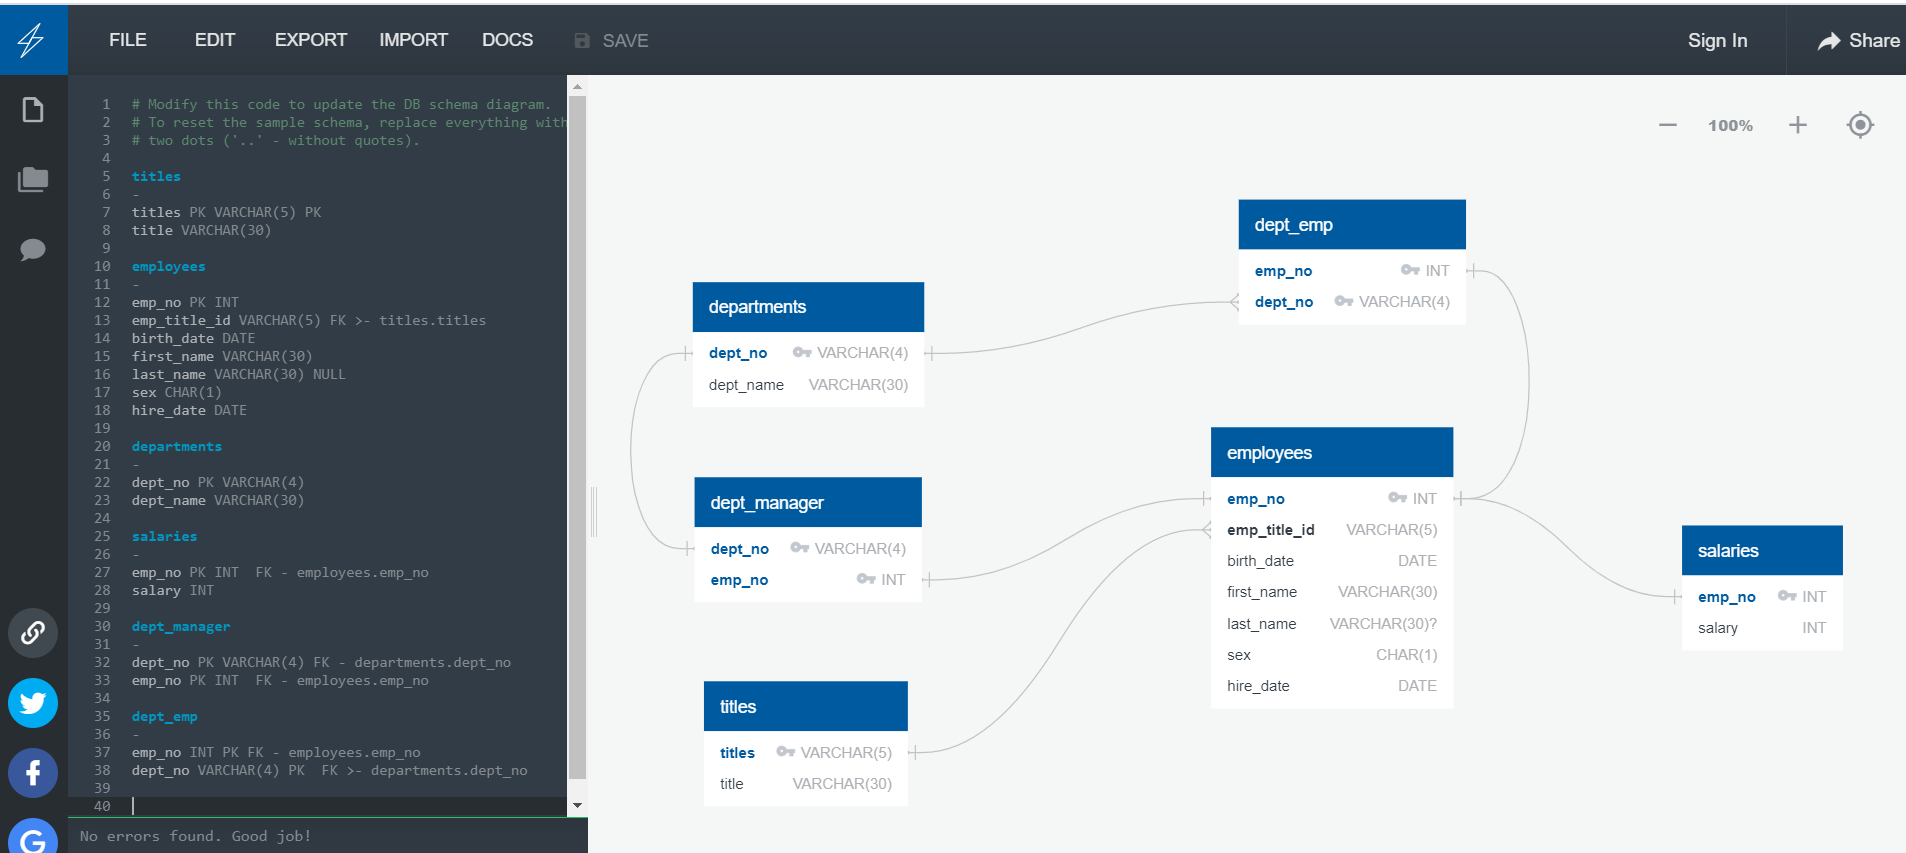 FILE EDIT EXPORT IMPORT DOCS SAVE Sign In Share
1 # Modify this code to update the DB schema diagram.
2 # To reset the sample schema, replace everything with
3 # two dots ('..' - without quotes).
4
5 titles
6 -
7 titles PK VARCHAR(5) PK
8 title VARCHAR(30)
9
10 employees
11 -
12 emp_no PK INT
13 emp_title_id VARCHAR(5) FK >- titles.titles
14 birth_date DATE
15 first_name VARCHAR(30)
16 last_name VARCHAR(30) NULL
17 sex CHAR(1)
18 hire_date DATE
19
20 departments
21 -
22 dept_no PK VARCHAR(4)
23 dept_name VARCHAR(30)
24
25 salaries
26 -
27 emp_no PK INT  FK - employees.emp_no
28 salary INT
29
30 dept_manager
31 -
32 dept_no PK VARCHAR(4) FK - departments.dept_no
33 emp_no PK INT  FK - employees.emp_no
34
35 dept_emp
36 -
37 emp_no INT PK FK - employees.emp_no
38 dept_no VARCHAR(4) PK  FK >- departments.dept_no
39
40
No errors found. Good job!
100%
dept_emp
emp_no INT
dept_no VARCHAR(4)
departments
dept_no VARCHAR(4)
dept_name VARCHAR(30)
dept_manager
dept_no VARCHAR(4)
emp_no INT
employees
emp_no INT
emp_title_id VARCHAR(5)
birth_date DATE
first_name VARCHAR(30)
last_name VARCHAR(30)?
sex CHAR(1)
hire_date DATE
salaries
emp_no INT
salary INT
titles
titles VARCHAR(5)
title VARCHAR(30)